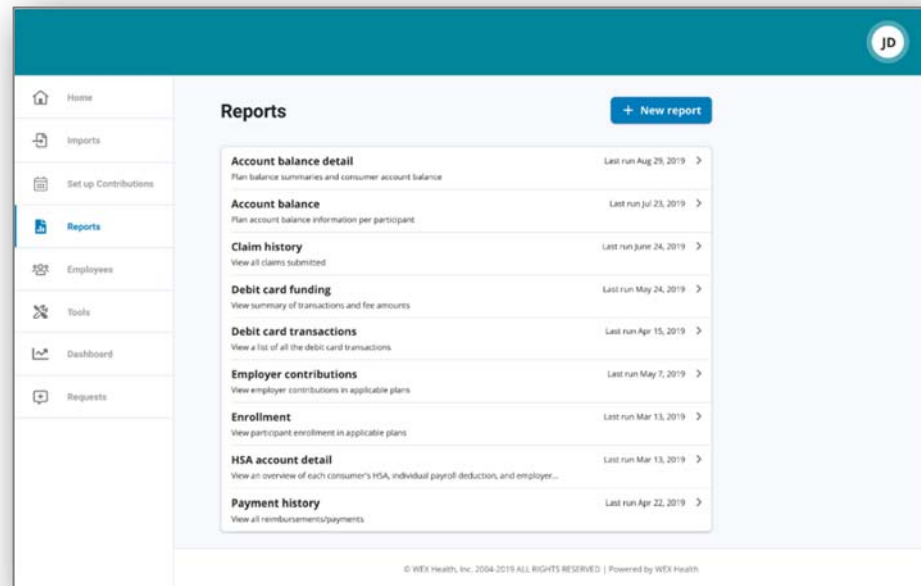 JD
Home
Imports
Set up Contributions
Reports
Employees
Tools
Dashboard
Requests
Reports
+ New report
Account balance detail
Last run Aug 29, 2019
Plan balance summaries and consumer account balance
Account balance
Last run Jul 23, 2019
Plan account balance information per participant
Claim history
Last run June 24, 2019
View all claims submitted
Debit card funding
Last run May 24, 2019
View summary of transactions and fee amounts
Debit card transactions
Last run Apr 15, 2019
View a list of all the debit card transactions
Employer contributions
Last run May 7, 2019
View employer contributions in applicable plans
Enrollment
Last run Mar 13, 2019
View participant enrollment in applicable plans
HSA account detail
Last run Mar 13, 2019
View an overview of each consumer's HSA, individual payroll deduction, and employer...
Payment history
Last run Apr 22, 2019
View all reimbursements/payments
© WEX Health, Inc. 2004-2019 ALL RIGHTS RESERVED | Powered by WEX Health